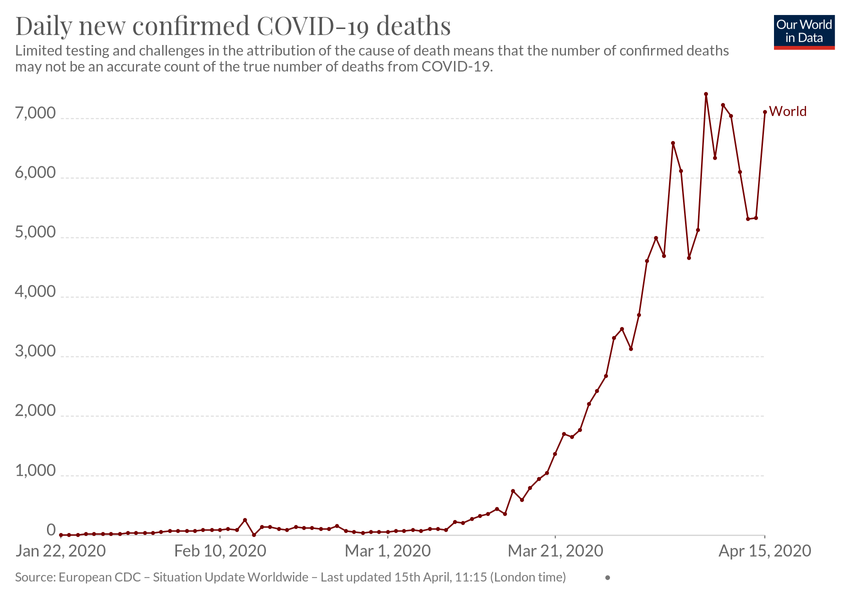 Daily new confirmed COVID-19 deaths
Our World
in Data
Limited testing and challenges in the attribution of the cause of death means that the number of confirmed deaths
may not be an accurate count of the true number of deaths from COVID-19.
7,000
World
6,000
5,000
4,000
3,000
2,000
1,000
0
Jan 22, 2020 Feb 10, 2020 Mar 1, 2020 Mar 21, 2020 Apr 15, 2020
Source: European CDC – Situation Update Worldwide – Last updated 15th April, 11:15 (London time) •